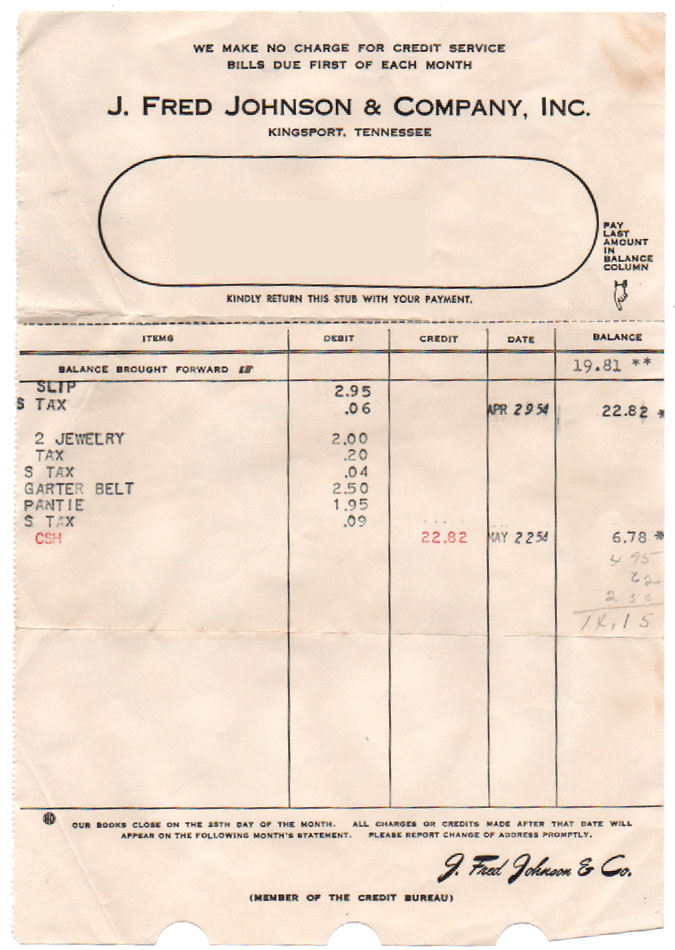 WE MAKE NO CHARGE FOR CREDIT SERVICE
BILLS DUE FIRST OF EACH MONTH
J. FRED JOHNSON & COMPANY, INC.
KINGSPORT, TENNESSEE
PAY
LAST
AMOUNT
IN
BALANCE
COLUMN
KINDLY RETURN THIS STUB WITH YOUR PAYMENT.
ITEMS DEBIT CREDIT DATE BALANCE
BALANCE BROUGHT FORWARD 19.81 **
SLIP 2.95
S TAX .06 APR 29 54 22.82 *
2 JEWELRY 2.00
TAX .20
S TAX .04
GARTER BELT 2.50
PANTIE 1.95
S TAX .09
CSH 22.82 MAY 22 54 6.78 *
4 95
2
14,15
OUR BOOKS CLOSE ON THE 25TH DAY OF THE MONTH. ALL CHARGES OR CREDITS MADE AFTER THAT DATE WILL
APPEAR ON THE FOLLOWING MONTH'S STATEMENT. PLEASE REPORT CHANGE OF ADDRESS PROMPTLY.
J. Fred Johnson & Co.
(MEMBER OF THE CREDIT BUREAU)